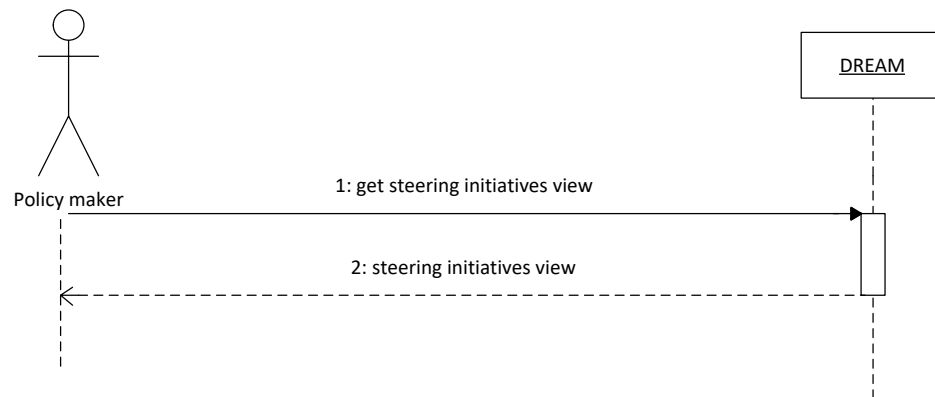 DREAM
Policy maker
1: get steering initiatives view
2: steering initiatives view